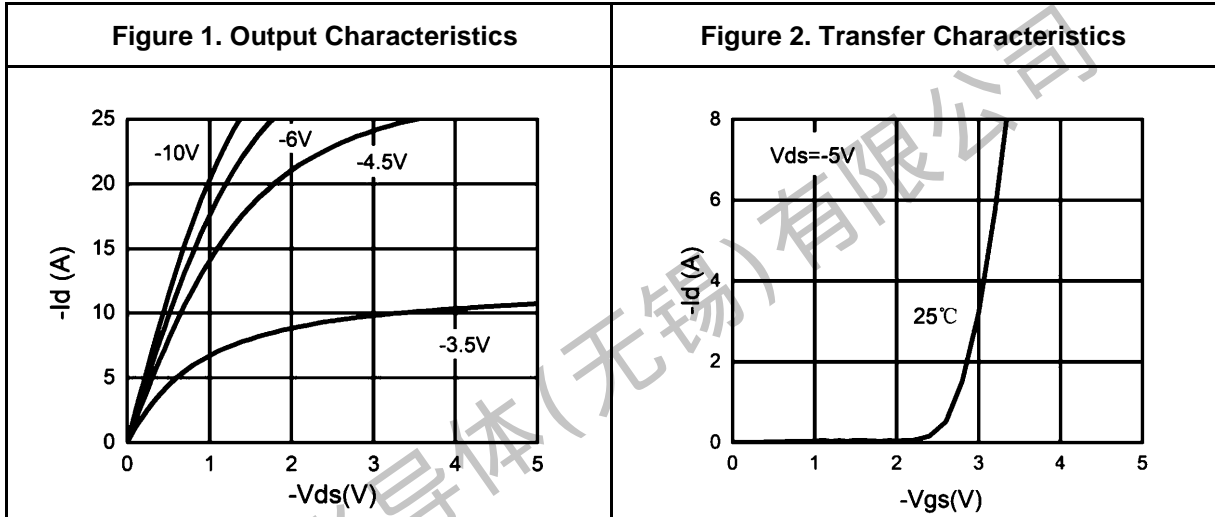 Figure 1. Output Characteristics
Figure 2. Transfer Characteristics
25
20
15
10
5
0
-Id (A)
-10V
-6V
-4.5V
-3.5V
0 1 2 3 4 5
-Vds(V)
8
6
4
2
0
-Id (A)
Vds=-5V
25℃
0 1 2 3 4 5
-Vgs(V)
导体(无锡)有限公司